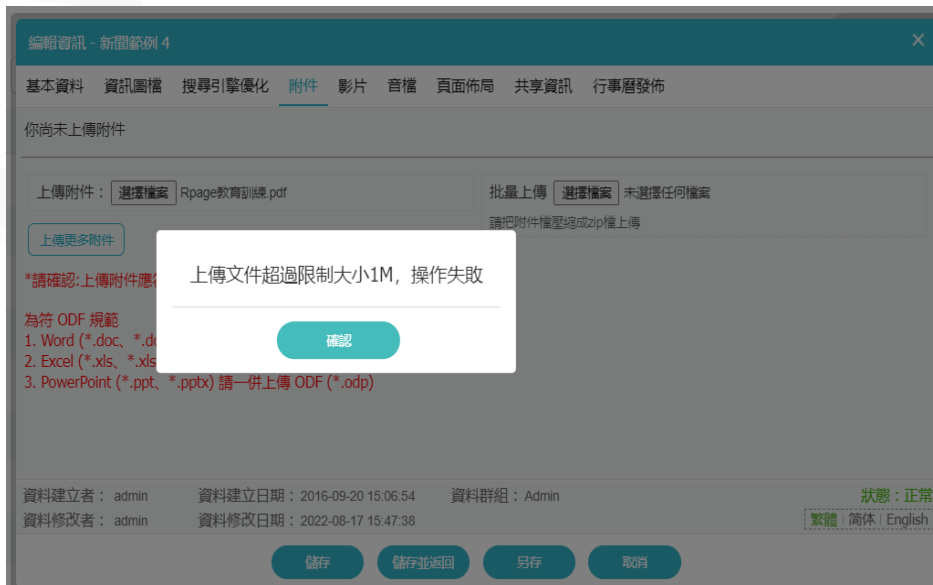 編輯資訊 - 新聞範例 4
基本資料 資訊圖檔 搜尋引擎優化 附件 影片 音檔 頁面佈局 共享資訊 行事曆發佈
你尚未上傳附件
上傳附件： 選擇檔案 Rpage教育訓練.pdf
批量上傳 選擇檔案 未選擇任何檔案
請把附件檔壓缩成zip檔上傳
上傳更多附件
*請確認:上傳附件應
上傳文件超過限制大小1M，操作失敗
確認
為符 ODF 規範
1. Word (*.doc、*.do
2. Excel (*.xls、*.xls
3. PowerPoint (*.ppt、*.pptx) 請一併上傳 ODF (*.odp)
資料建立者： admin 資料建立日期：2016-09-20 15:06:54 資料群組：Admin 狀態：正常
資料修改者： admin 資料修改日期：2022-08-17 15:47:38 繁體 简体 English
儲存 儲存並返回 另存 取消